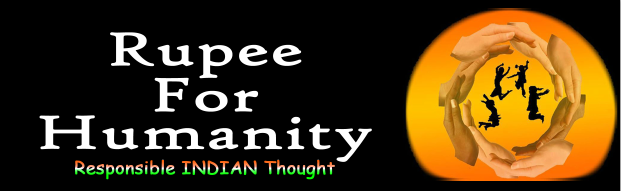 Rupee
For
Humanity
Responsible INDIAN Thought